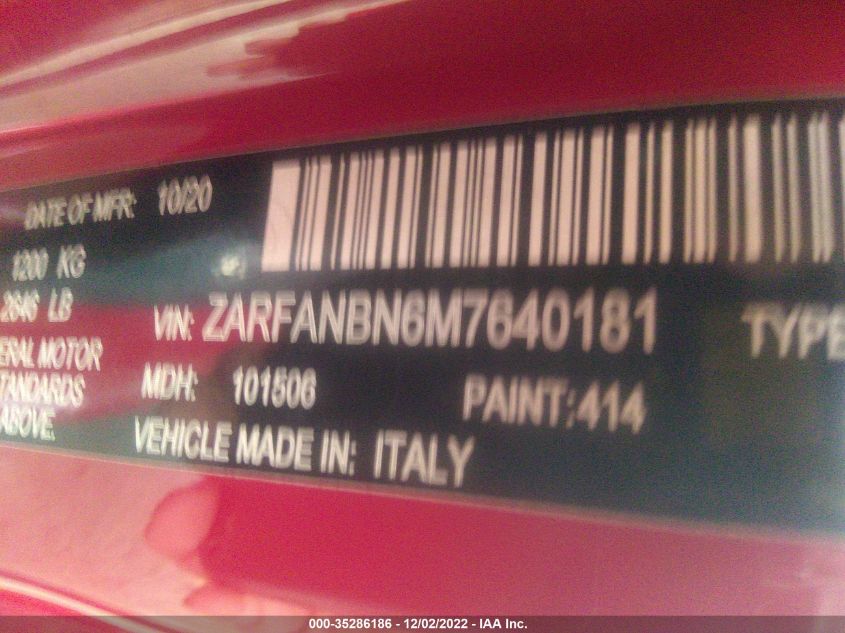 DATE OF MFR: 10/20
1200 KG
2646 LB
VIN: ZARFANBN6M7640181 TYPE
ERAL MOTOR
MDH: 101506 PAINT:414
TANDARDS
ABOVE.
VEHICLE MADE IN: ITALY
000-35286186 - 12/02/2022 - IAA Inc.